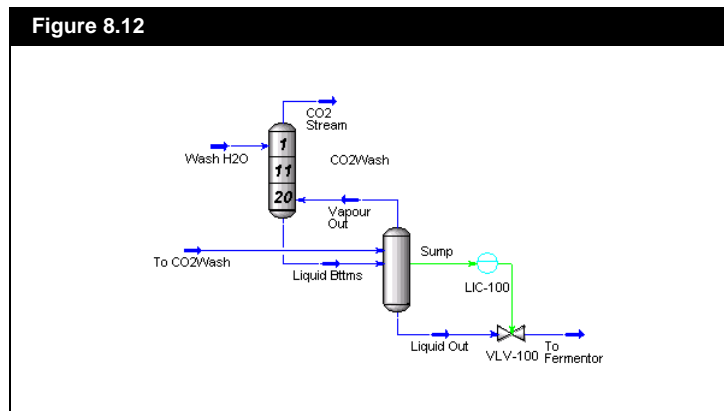 Figure 8.12
CO2
Stream
1
Wash H2O
CO2Wash
11
20
Vapour
Out
Sump
To CO2Wash
Liquid Bttms
LIC-100
Liquid Out
VLV-100
To
Fermentor